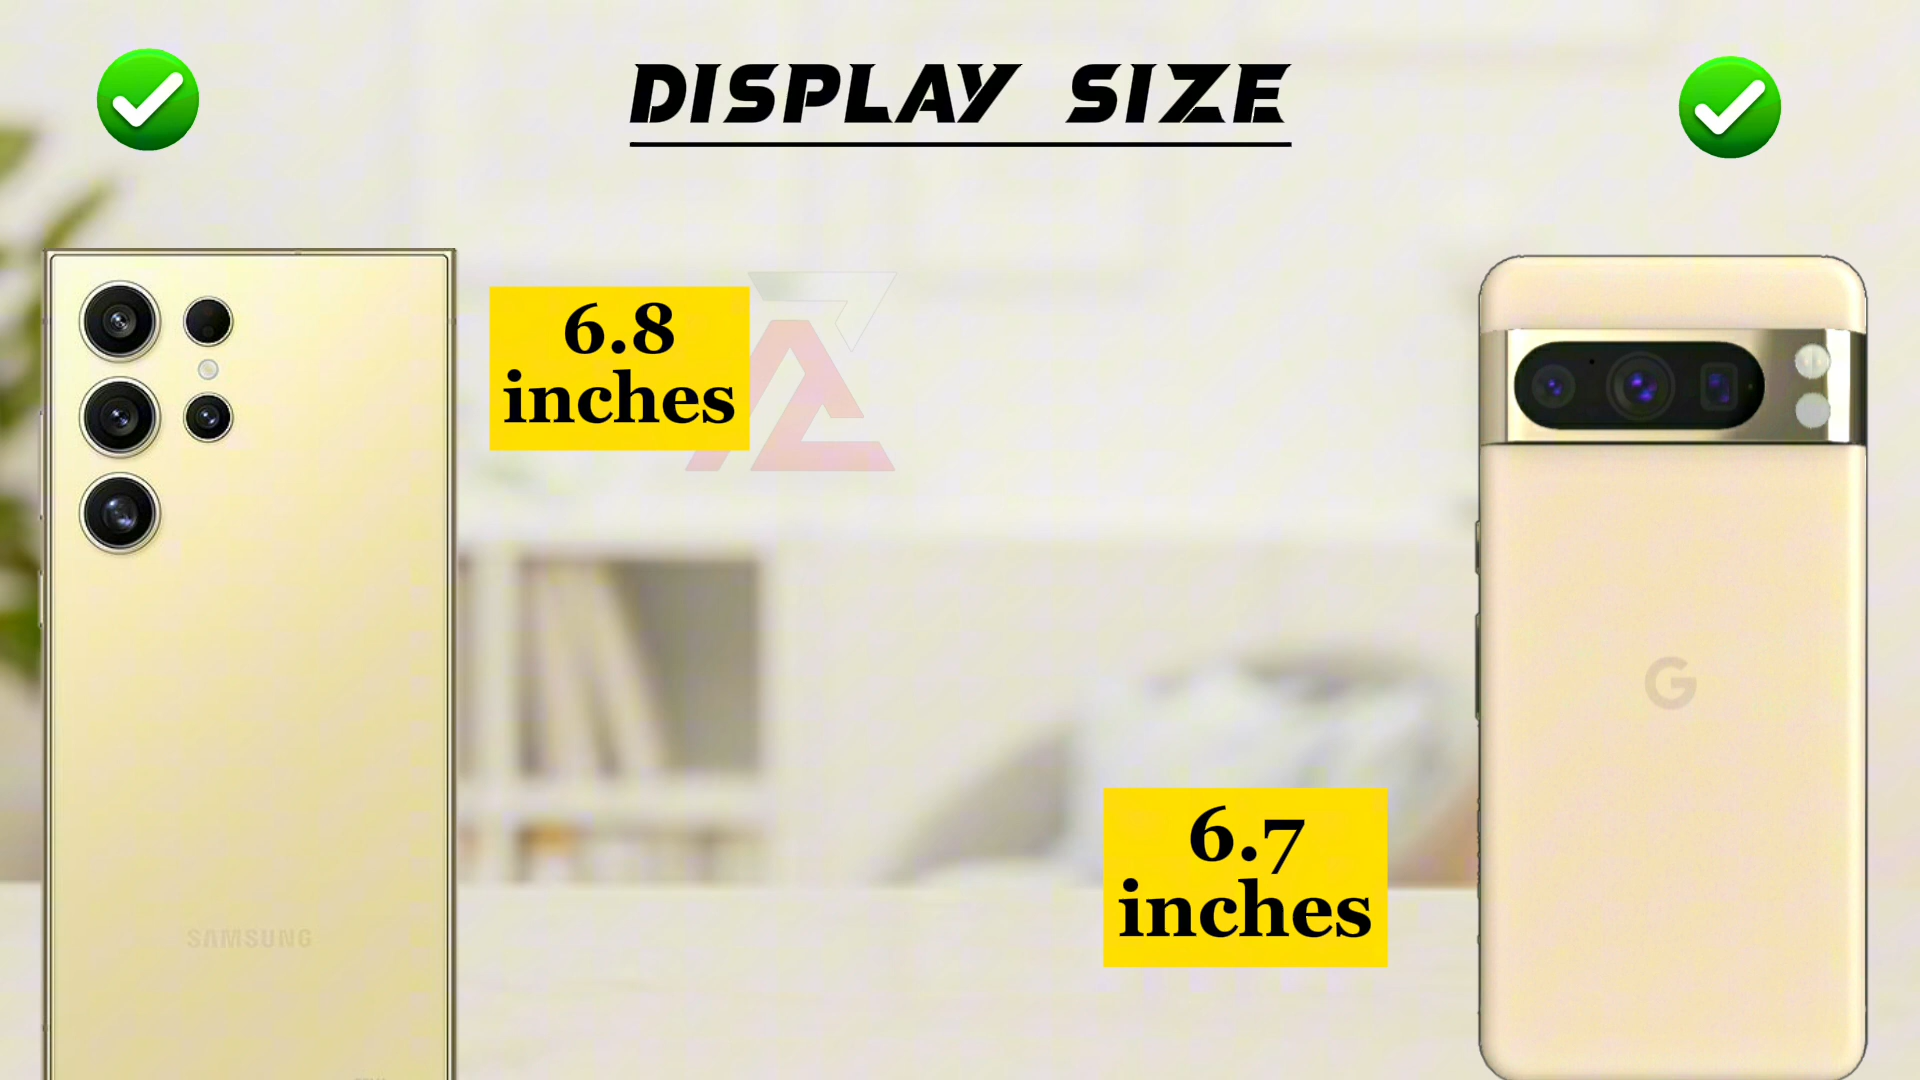 DISPLAY SIZE
6.8
inches
6.7
inches
G
SAMSUNG